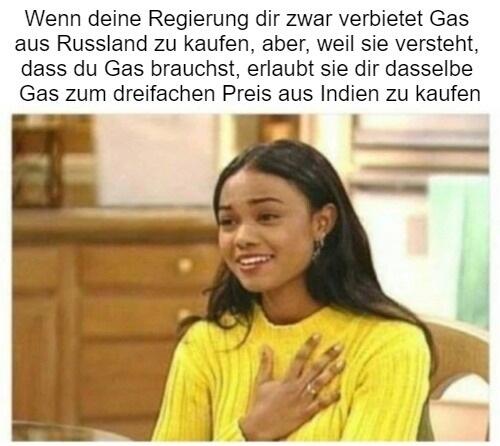 Wenn deine Regierung dir zwar verbietet Gas
aus Russland zu kaufen, aber, weil sie versteht,
dass du Gas brauchst, erlaubt sie dir dasselbe
Gas zum dreifachen Preis aus Indien zu kaufen